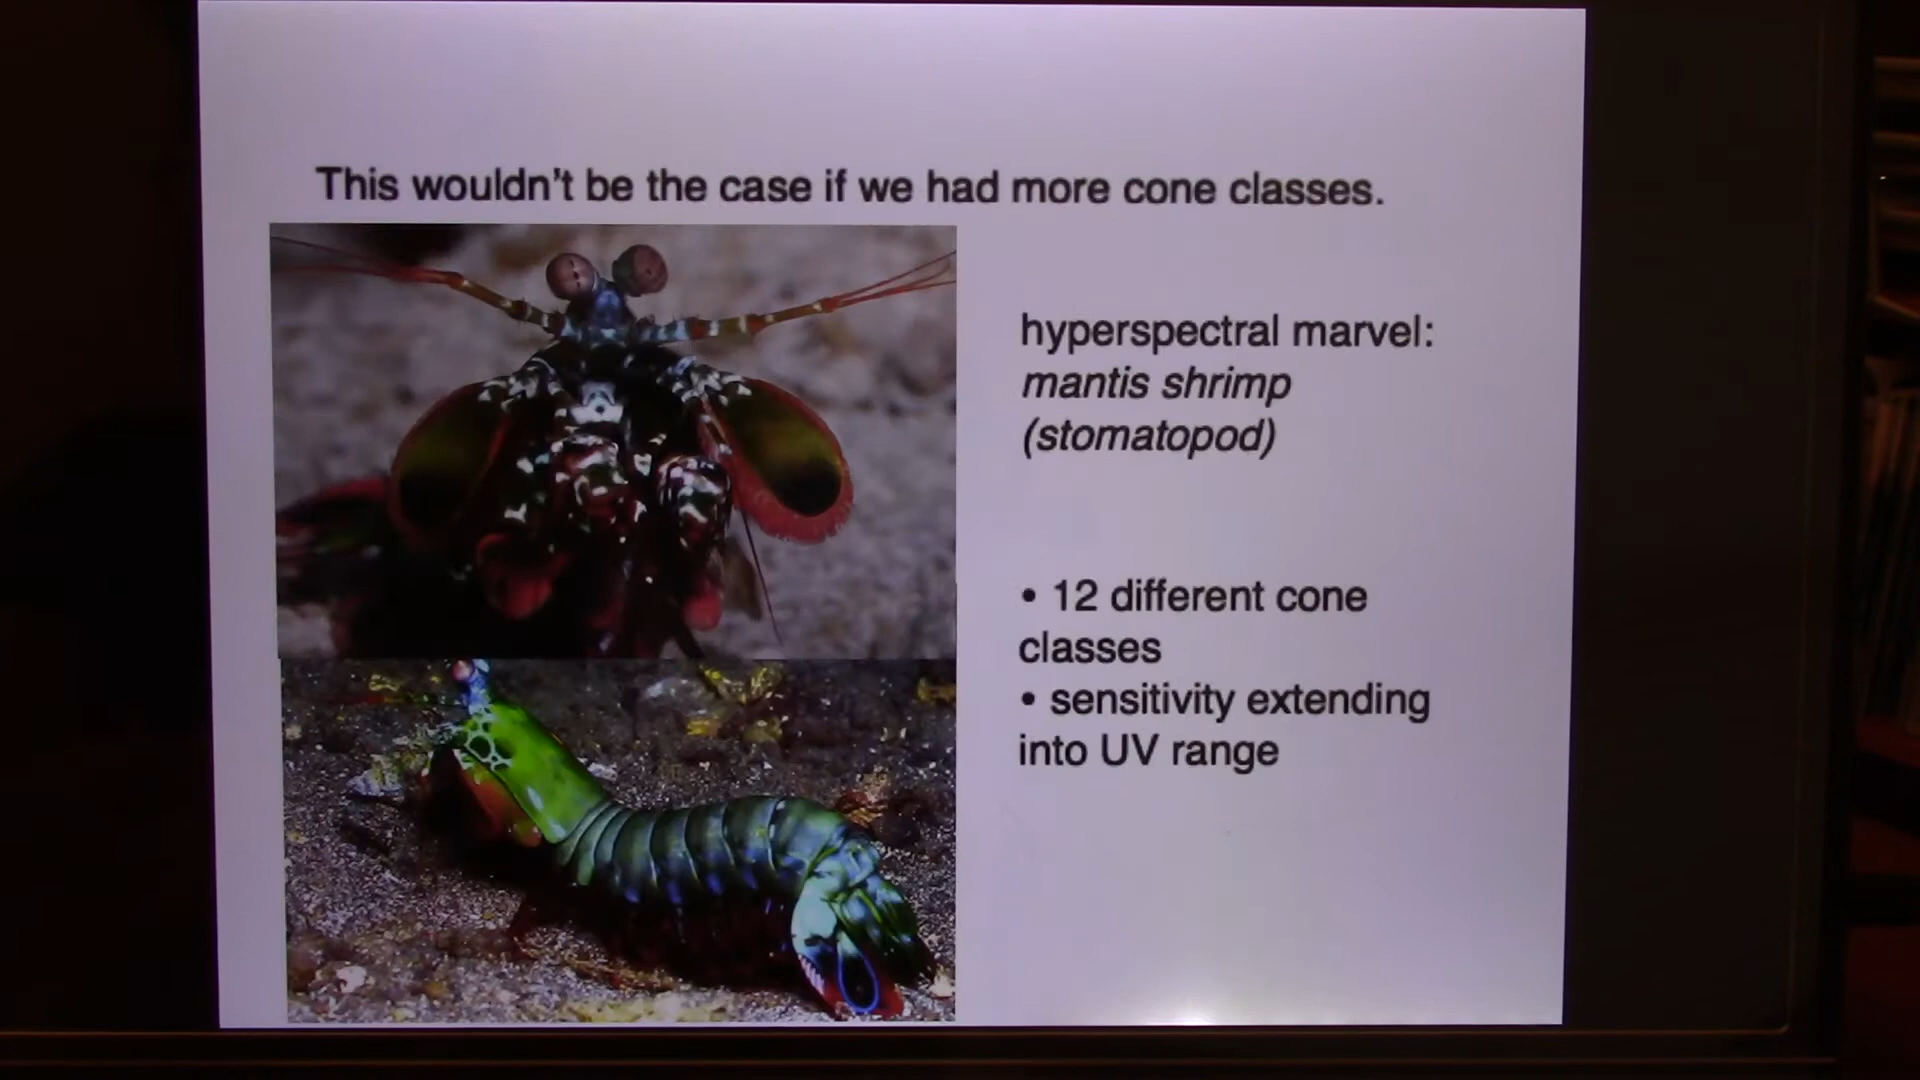 This wouldn't be the case if we had more cone classes.
hyperspectral marvel:
mantis shrimp
(stomatopod)
• 12 different cone
classes
• sensitivity extending
into UV range